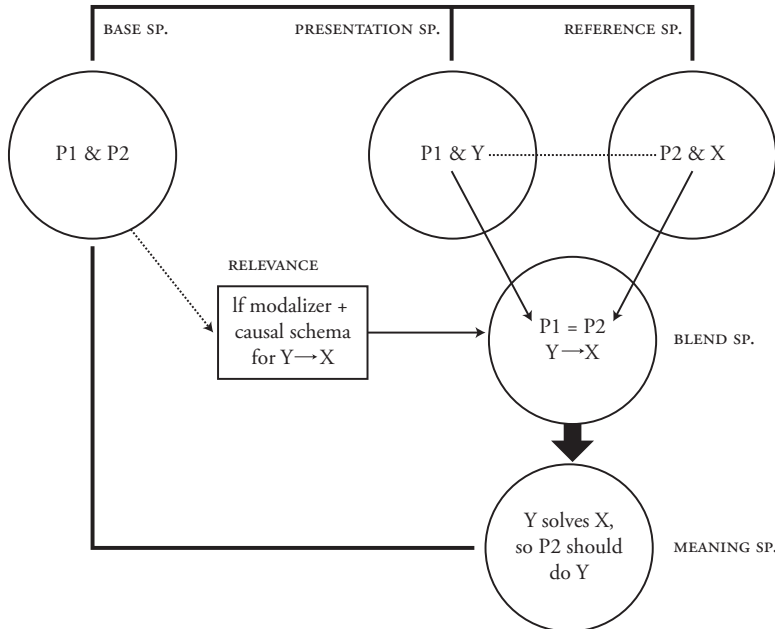 BASE SP.
PRESENTATION SP.
REFERENCE SP.
P1 & P2
P1 & Y
P2 & X
RELEVANCE
If modalizer +
causal schema
for Y→X
P1 = P2
Y→X
BLEND SP.
Y solves X,
so P2 should
do Y
MEANING SP.